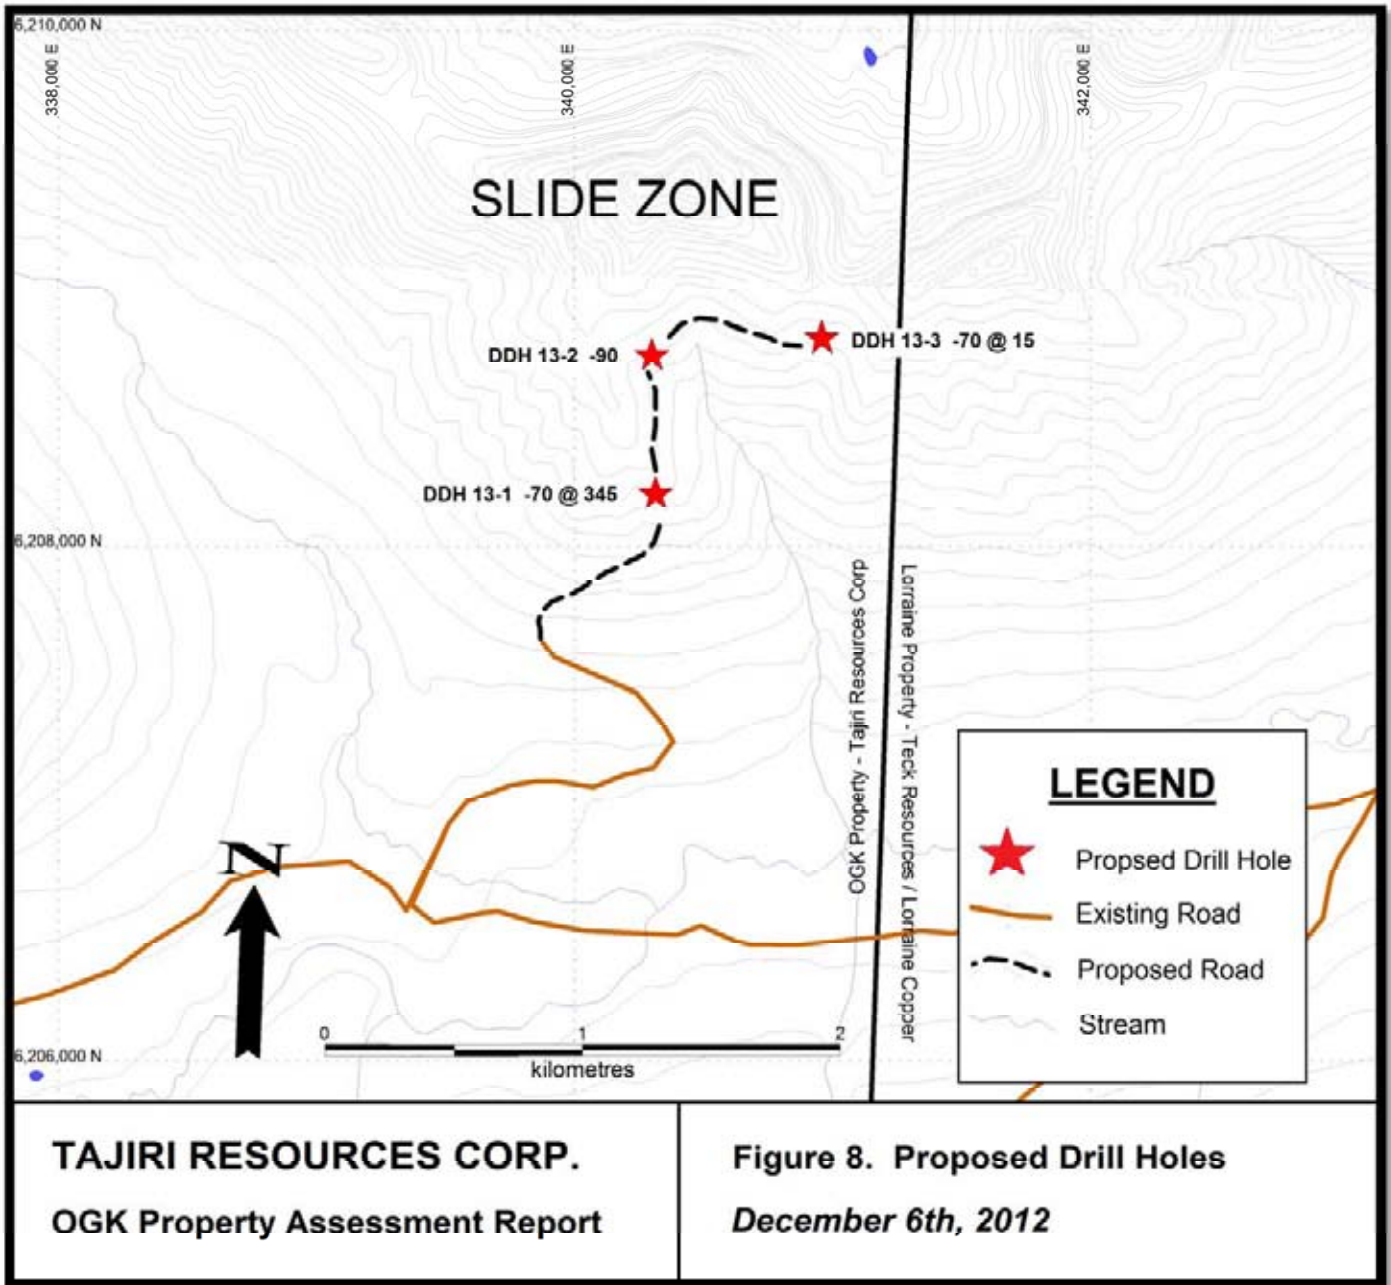 6,210,000 N
338,000 E
340,000 E
342,000 E
SLIDE ZONE
DDH 13-2 -90
DDH 13-3 -70 @ 15
DDH 13-1 -70 @ 345
6,208,000 N
OGK Property - Tajiri Resources Corp
Lorraine Property - Teck Resources / Lorraine Copper
LEGEND
Propsed Drill Hole
Existing Road
Proposed Road
Stream
N
0 1 2
kilometres
6,206,000 N
TAJIRI RESOURCES CORP.
OGK Property Assessment Report
Figure 8. Proposed Drill Holes
December 6th, 2012